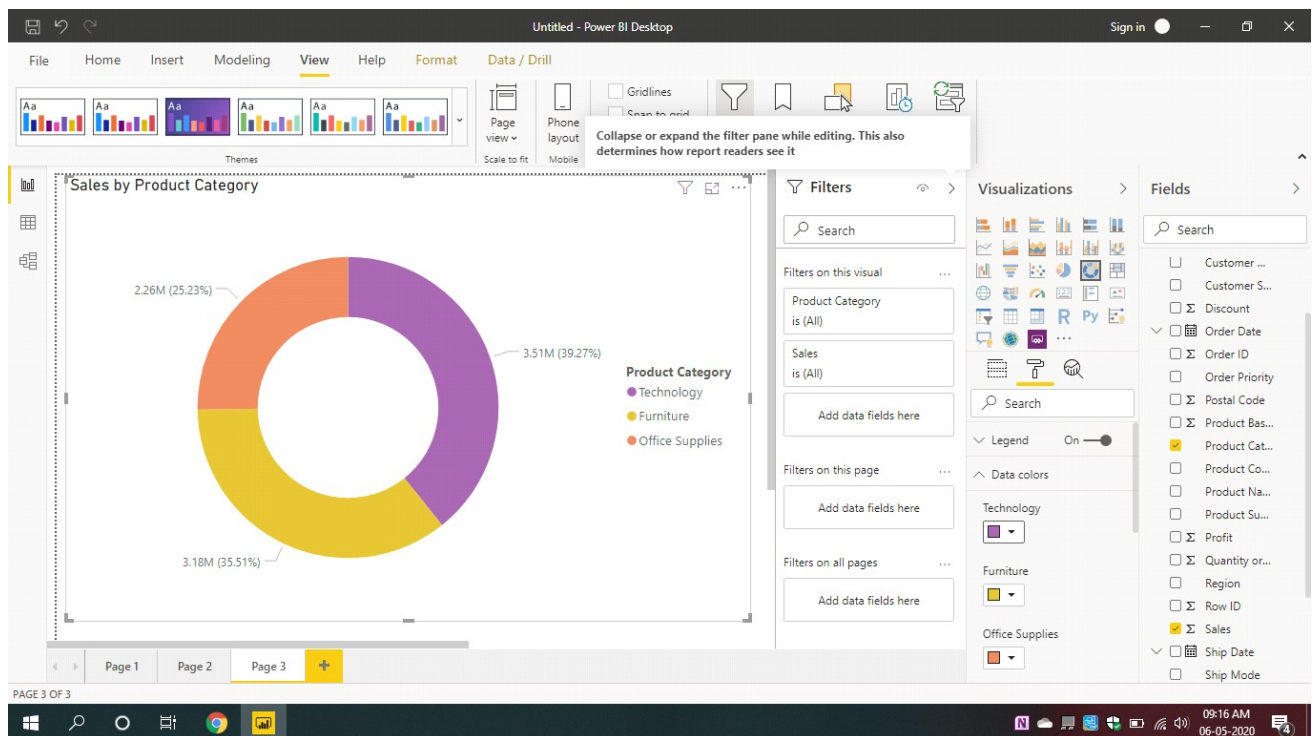 Untitled - Power BI Desktop
Sign in
File Home Insert Modeling View Help Format Data / Drill
Aa Aa Aa Aa Aa Aa
Themes
Page view
Scale to fit
Phone layout
Mobile
Gridlines
Snap to grid
Collapse or expand the filter pane while editing. This also
determines how report readers see it
Sales by Product Category
2.26M (25.23%)
3.51M (39.27%)
3.18M (35.51%)
Product Category
Technology
Furniture
Office Supplies
Filters
Search
Filters on this visual
Product Category
is (All)
Sales
is (All)
Add data fields here
Filters on this page
Add data fields here
Filters on all pages
Add data fields here
Visualizations
123
R Py
Search
Legend On
Data colors
Technology
Furniture
Office Supplies
Fields
Search
Customer ...
Customer S...
Σ Discount
Order Date
Σ Order ID
Order Priority
Σ Postal Code
Σ Product Bas...
Product Cat...
Product Co...
Product Na...
Product Su...
Σ Profit
Σ Quantity or...
Region
Σ Row ID
Σ Sales
Ship Date
Ship Mode
Page 1 Page 2 Page 3 +
PAGE 3 OF 3
N
09:16 AM
06-05-2020
4